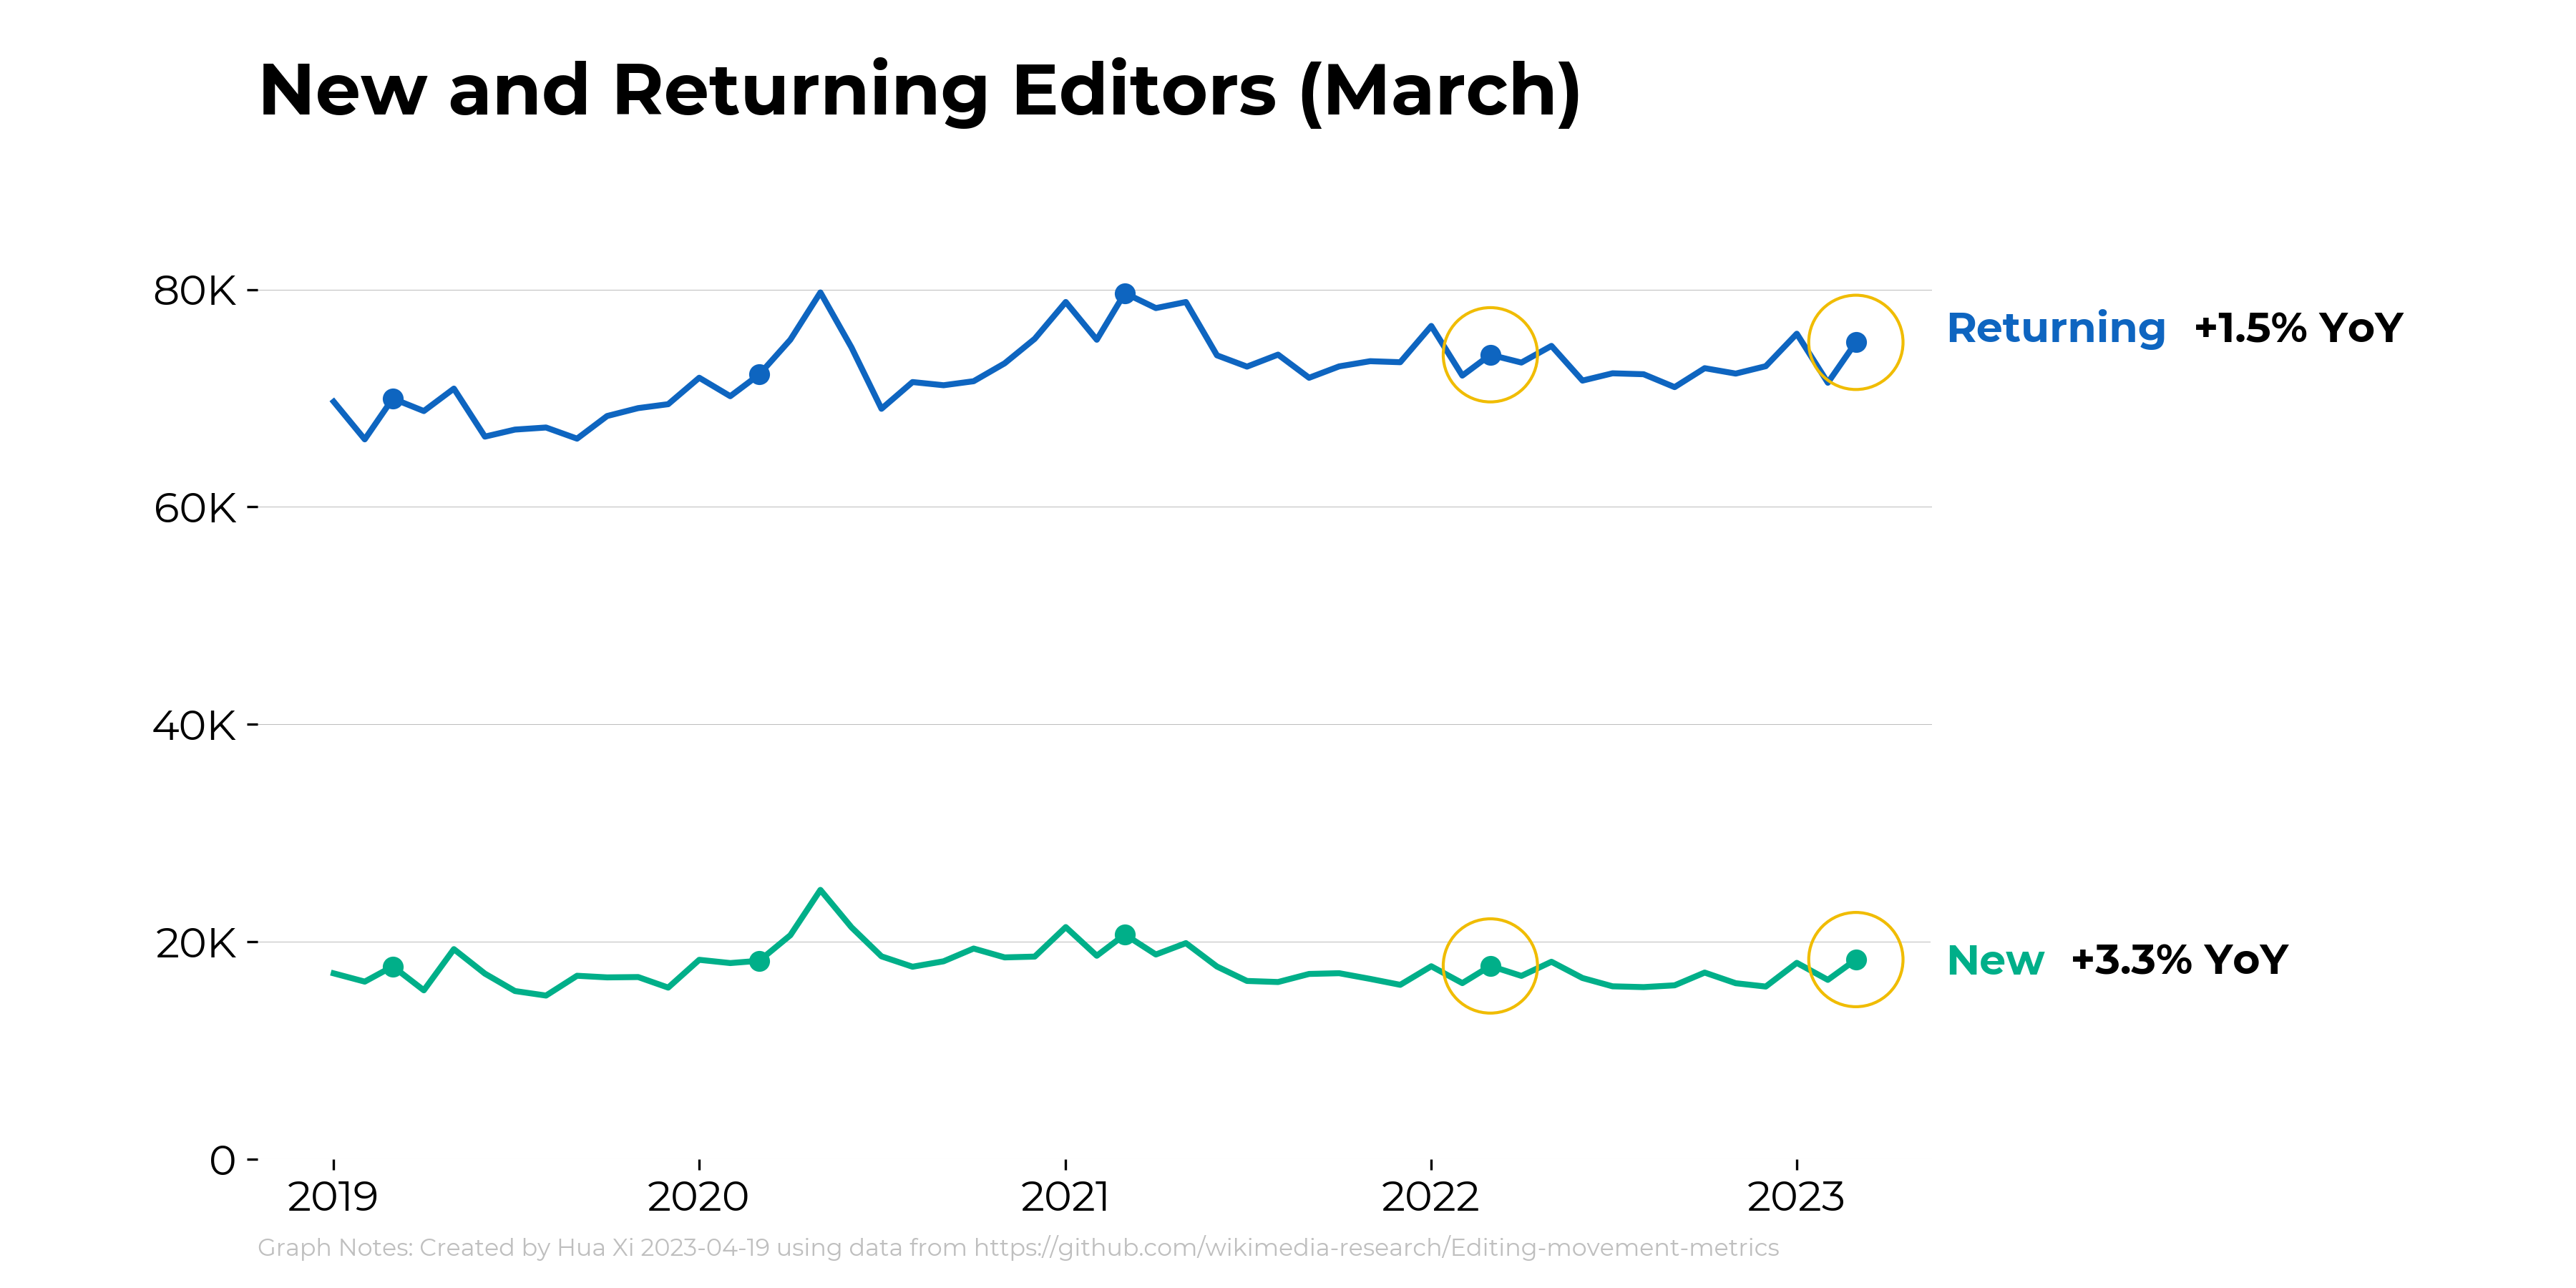 New and Returning Editors (March)
80K
60K
40K
20K
0
Returning +1.5% YoY
New +3.3% YoY
2019 2020 2021 2022 2023
Graph Notes: Created by Hua Xi 2023-04-19 using data from https://github.com/wikimedia-research/Editing-movement-metrics